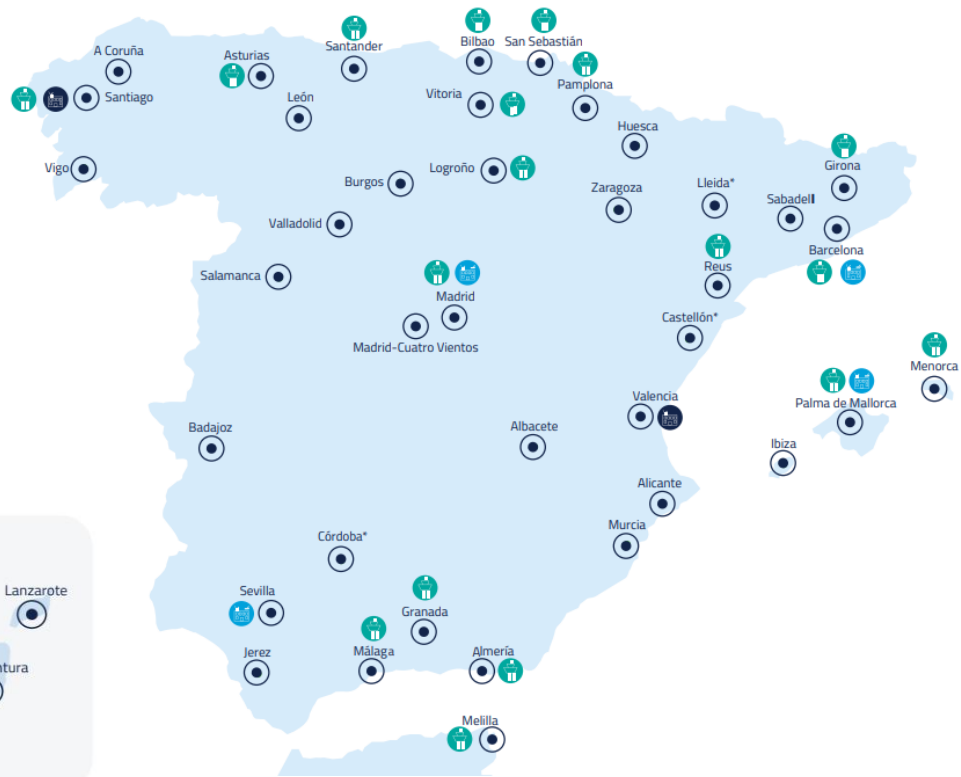 Santander
Bilbao
San Sebastián
A Coruña
Asturias
Pamplona
León
Vitoria
Santiago
Huesca
Vigo
Burgos
Logroño
Zaragoza
Lleida*
Girona
Sabadell
Valladolid
Barcelona
Salamanca
Reus
Madrid
Castellón*
Madrid-Cuatro Vientos
Menorca
Valencia
Palma de Mallorca
Badajoz
Albacete
Ibiza
Alicante
Murcia
Córdoba*
Lanzarote
Sevilla
Granada
Jerez
Málaga
Almería
ntura
Melilla